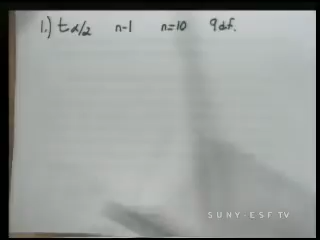 1.) tα/2 n-1 n=10 9 d.f.
SUNY-ESF TV